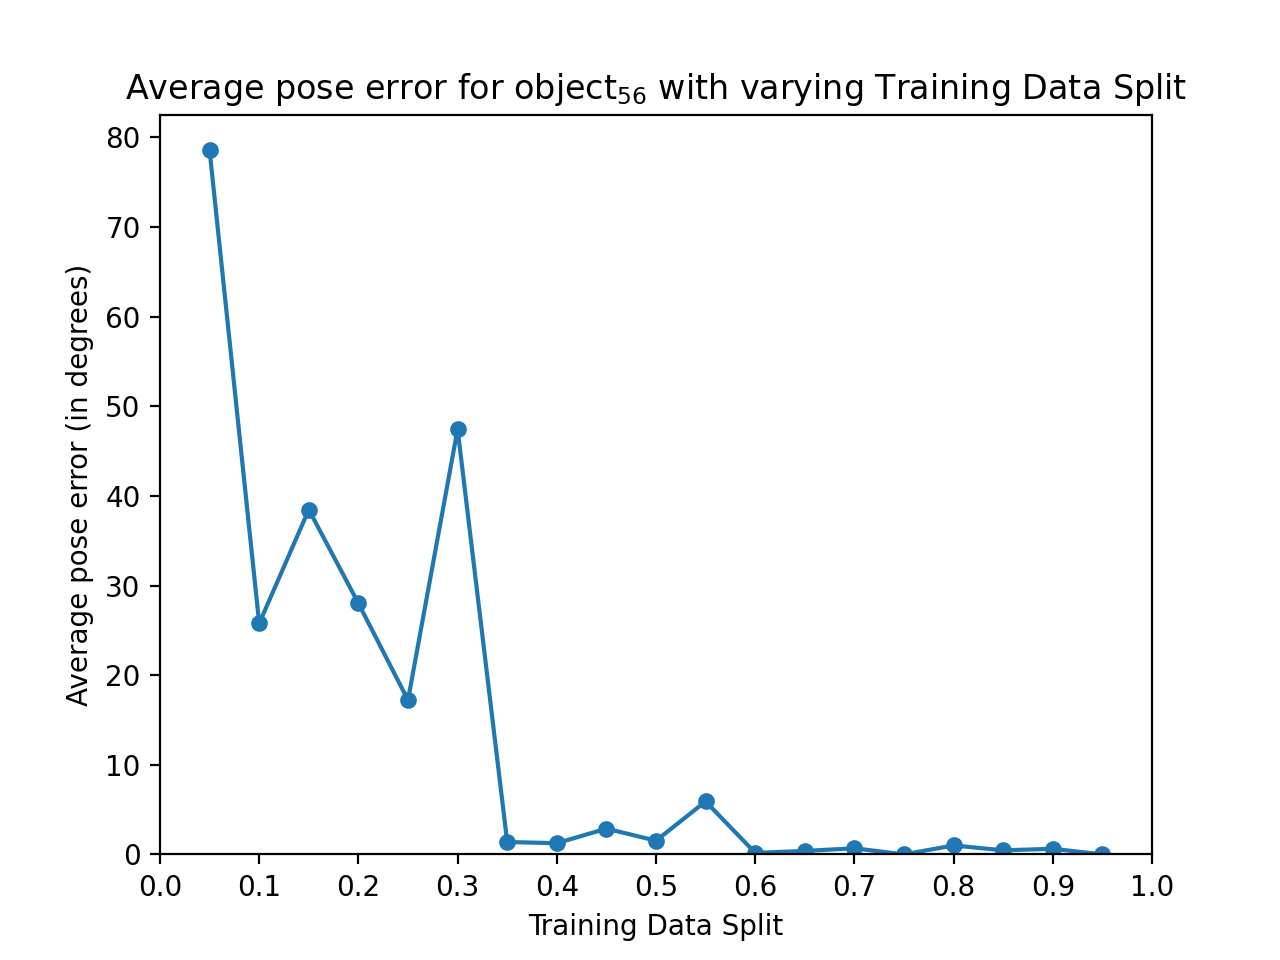 Average pose error for object₅₆ with varying Training Data Split
80
70
60
50
40
30
20
10
0
Average pose error (in degrees)
0.0 0.1 0.2 0.3 0.4 0.5 0.6 0.7 0.8 0.9 1.0
Training Data Split